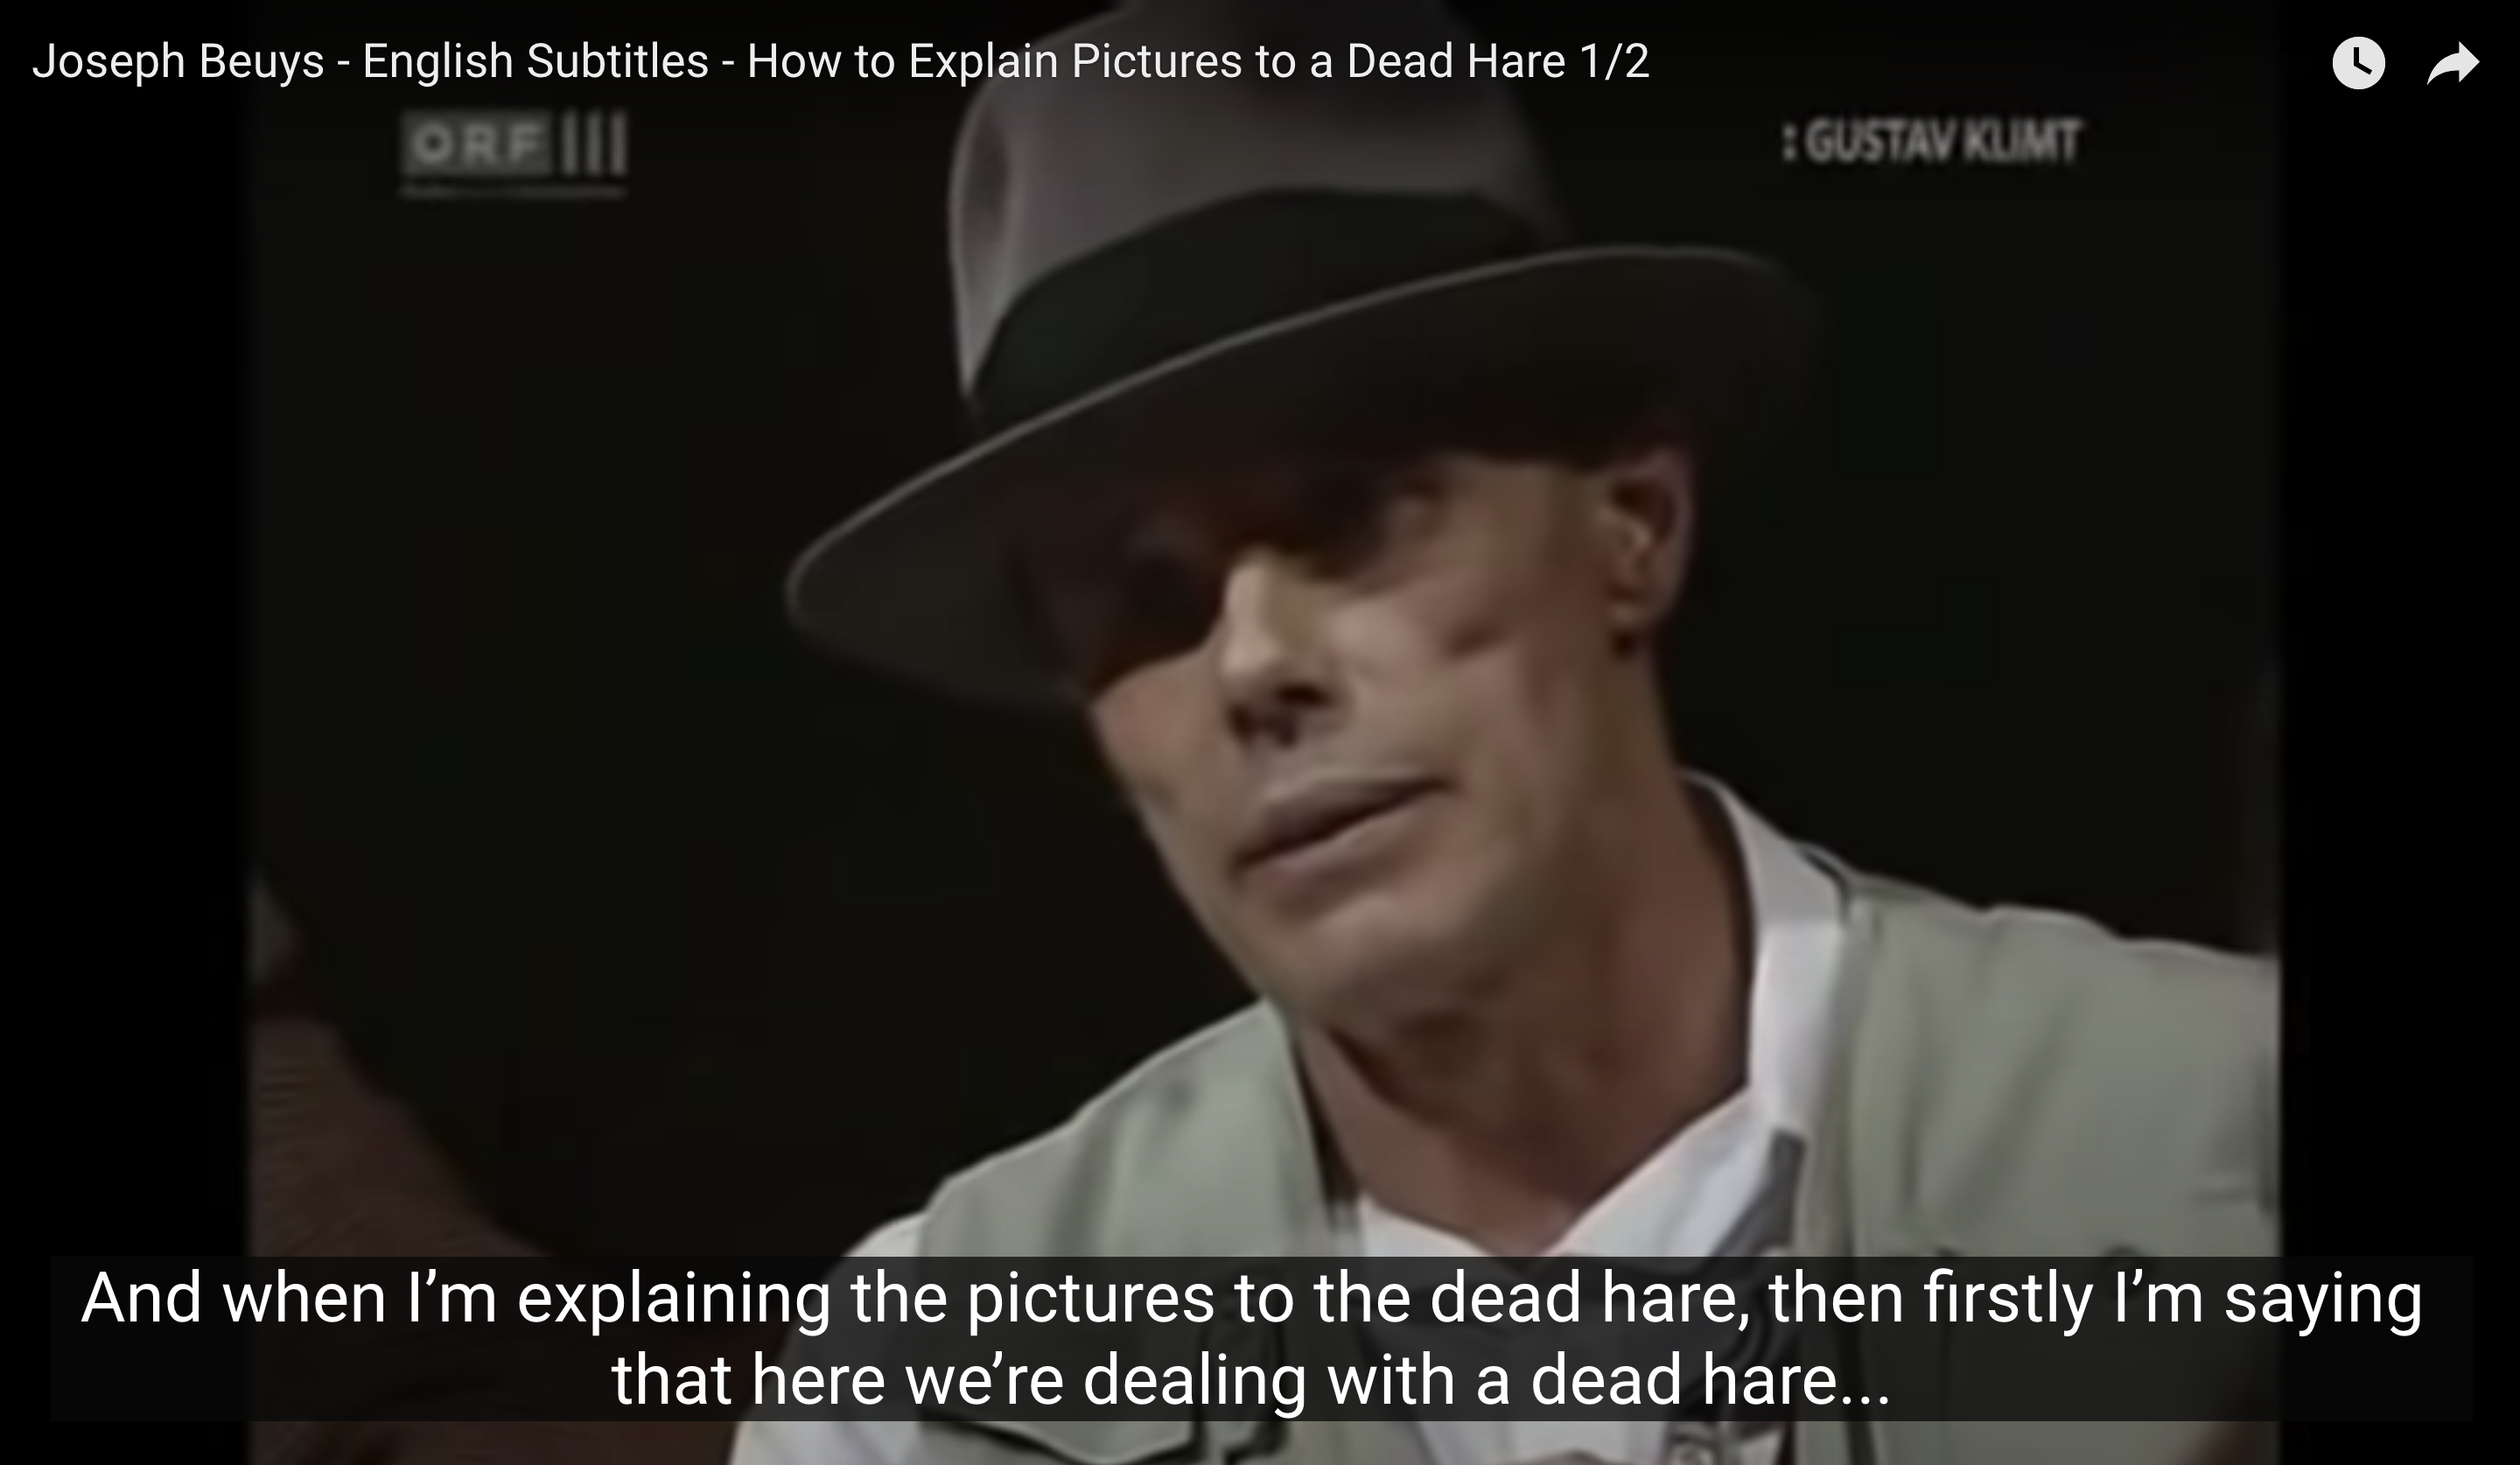 Joseph Beuys - English Subtitles - How to Explain Pictures to a Dead Hare 1/2
ORF III
: GUSTAV KLIMT
And when I’m explaining the pictures to the dead hare, then firstly I’m saying
that here we’re dealing with a dead hare...